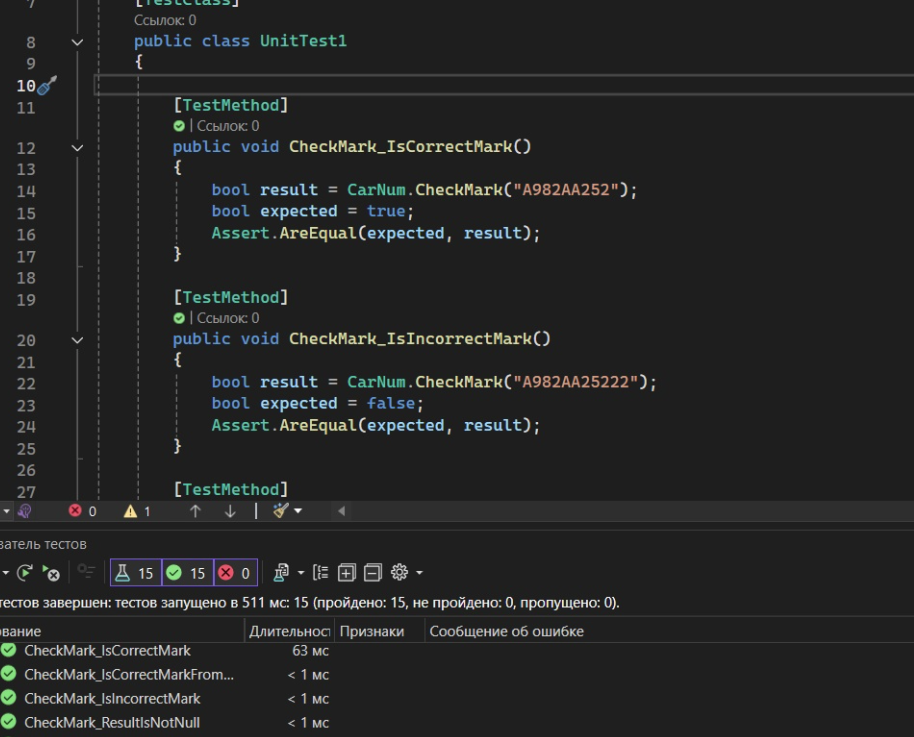 7 [TestClass]
Ссылок: 0
8 public class UnitTest1
9 {
10
11 [TestMethod]
| Ссылок: 0
12 public void CheckMark_IsCorrectMark()
13 {
14 bool result = CarNum.CheckMark("A982AA252");
15 bool expected = true;
16 Assert.AreEqual(expected, result);
17 }
18
19 [TestMethod]
| Ссылок: 0
20 public void CheckMark_IsIncorrectMark()
21 {
22 bool result = CarNum.CheckMark("A982AA25222");
23 bool expected = false;
24 Assert.AreEqual(expected, result);
25 }
26
27 [TestMethod]
0 1
ватель тестов
15 15 0
тестов завершен: тестов запущено в 511 мс: 15 (пройдено: 15, не пройдено: 0, пропущено: 0).
ование Длительност Признаки Сообщение об ошибке
CheckMark_IsCorrectMark 63 мс
CheckMark_IsCorrectMarkFrom... < 1 мс
CheckMark_IsIncorrectMark < 1 мс
CheckMark_ResultIsNotNull < 1 мс